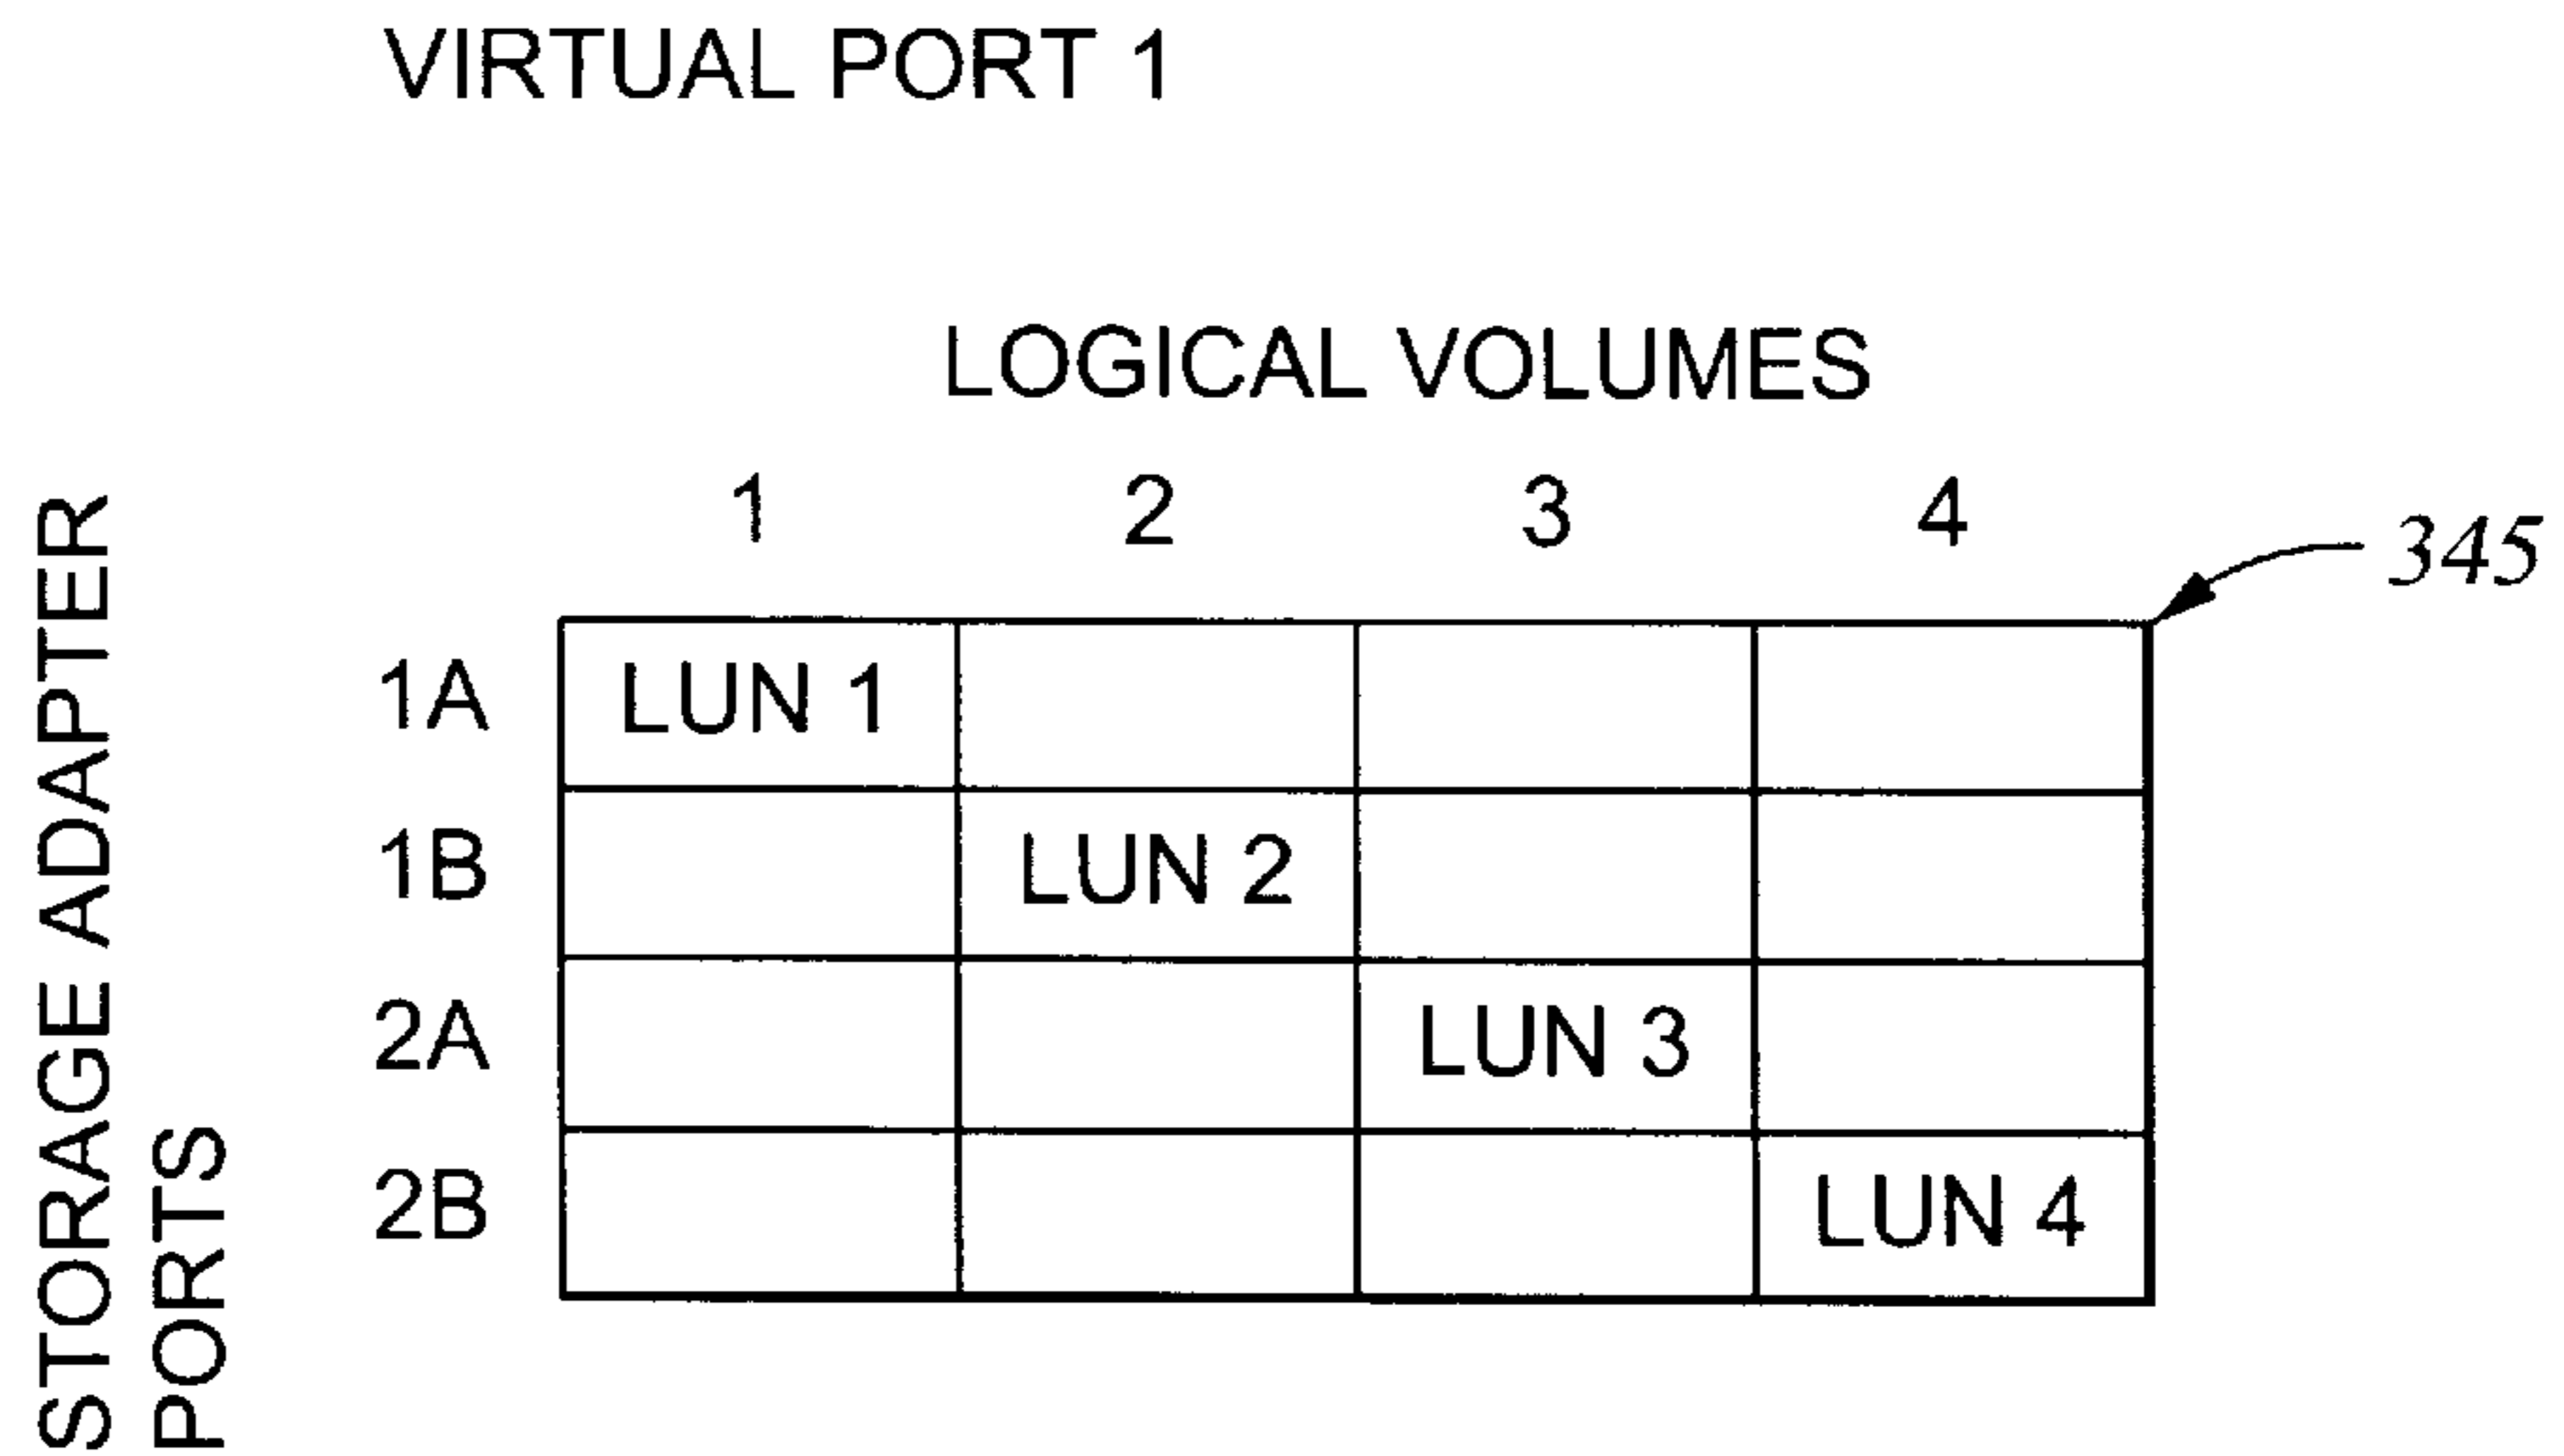 VIRTUAL PORT 1
LOGICAL VOLUMES
1 2 3 4
345
STORAGE ADAPTER
PORTS
1A LUN 1
1B LUN 2
2A LUN 3
2B LUN 4